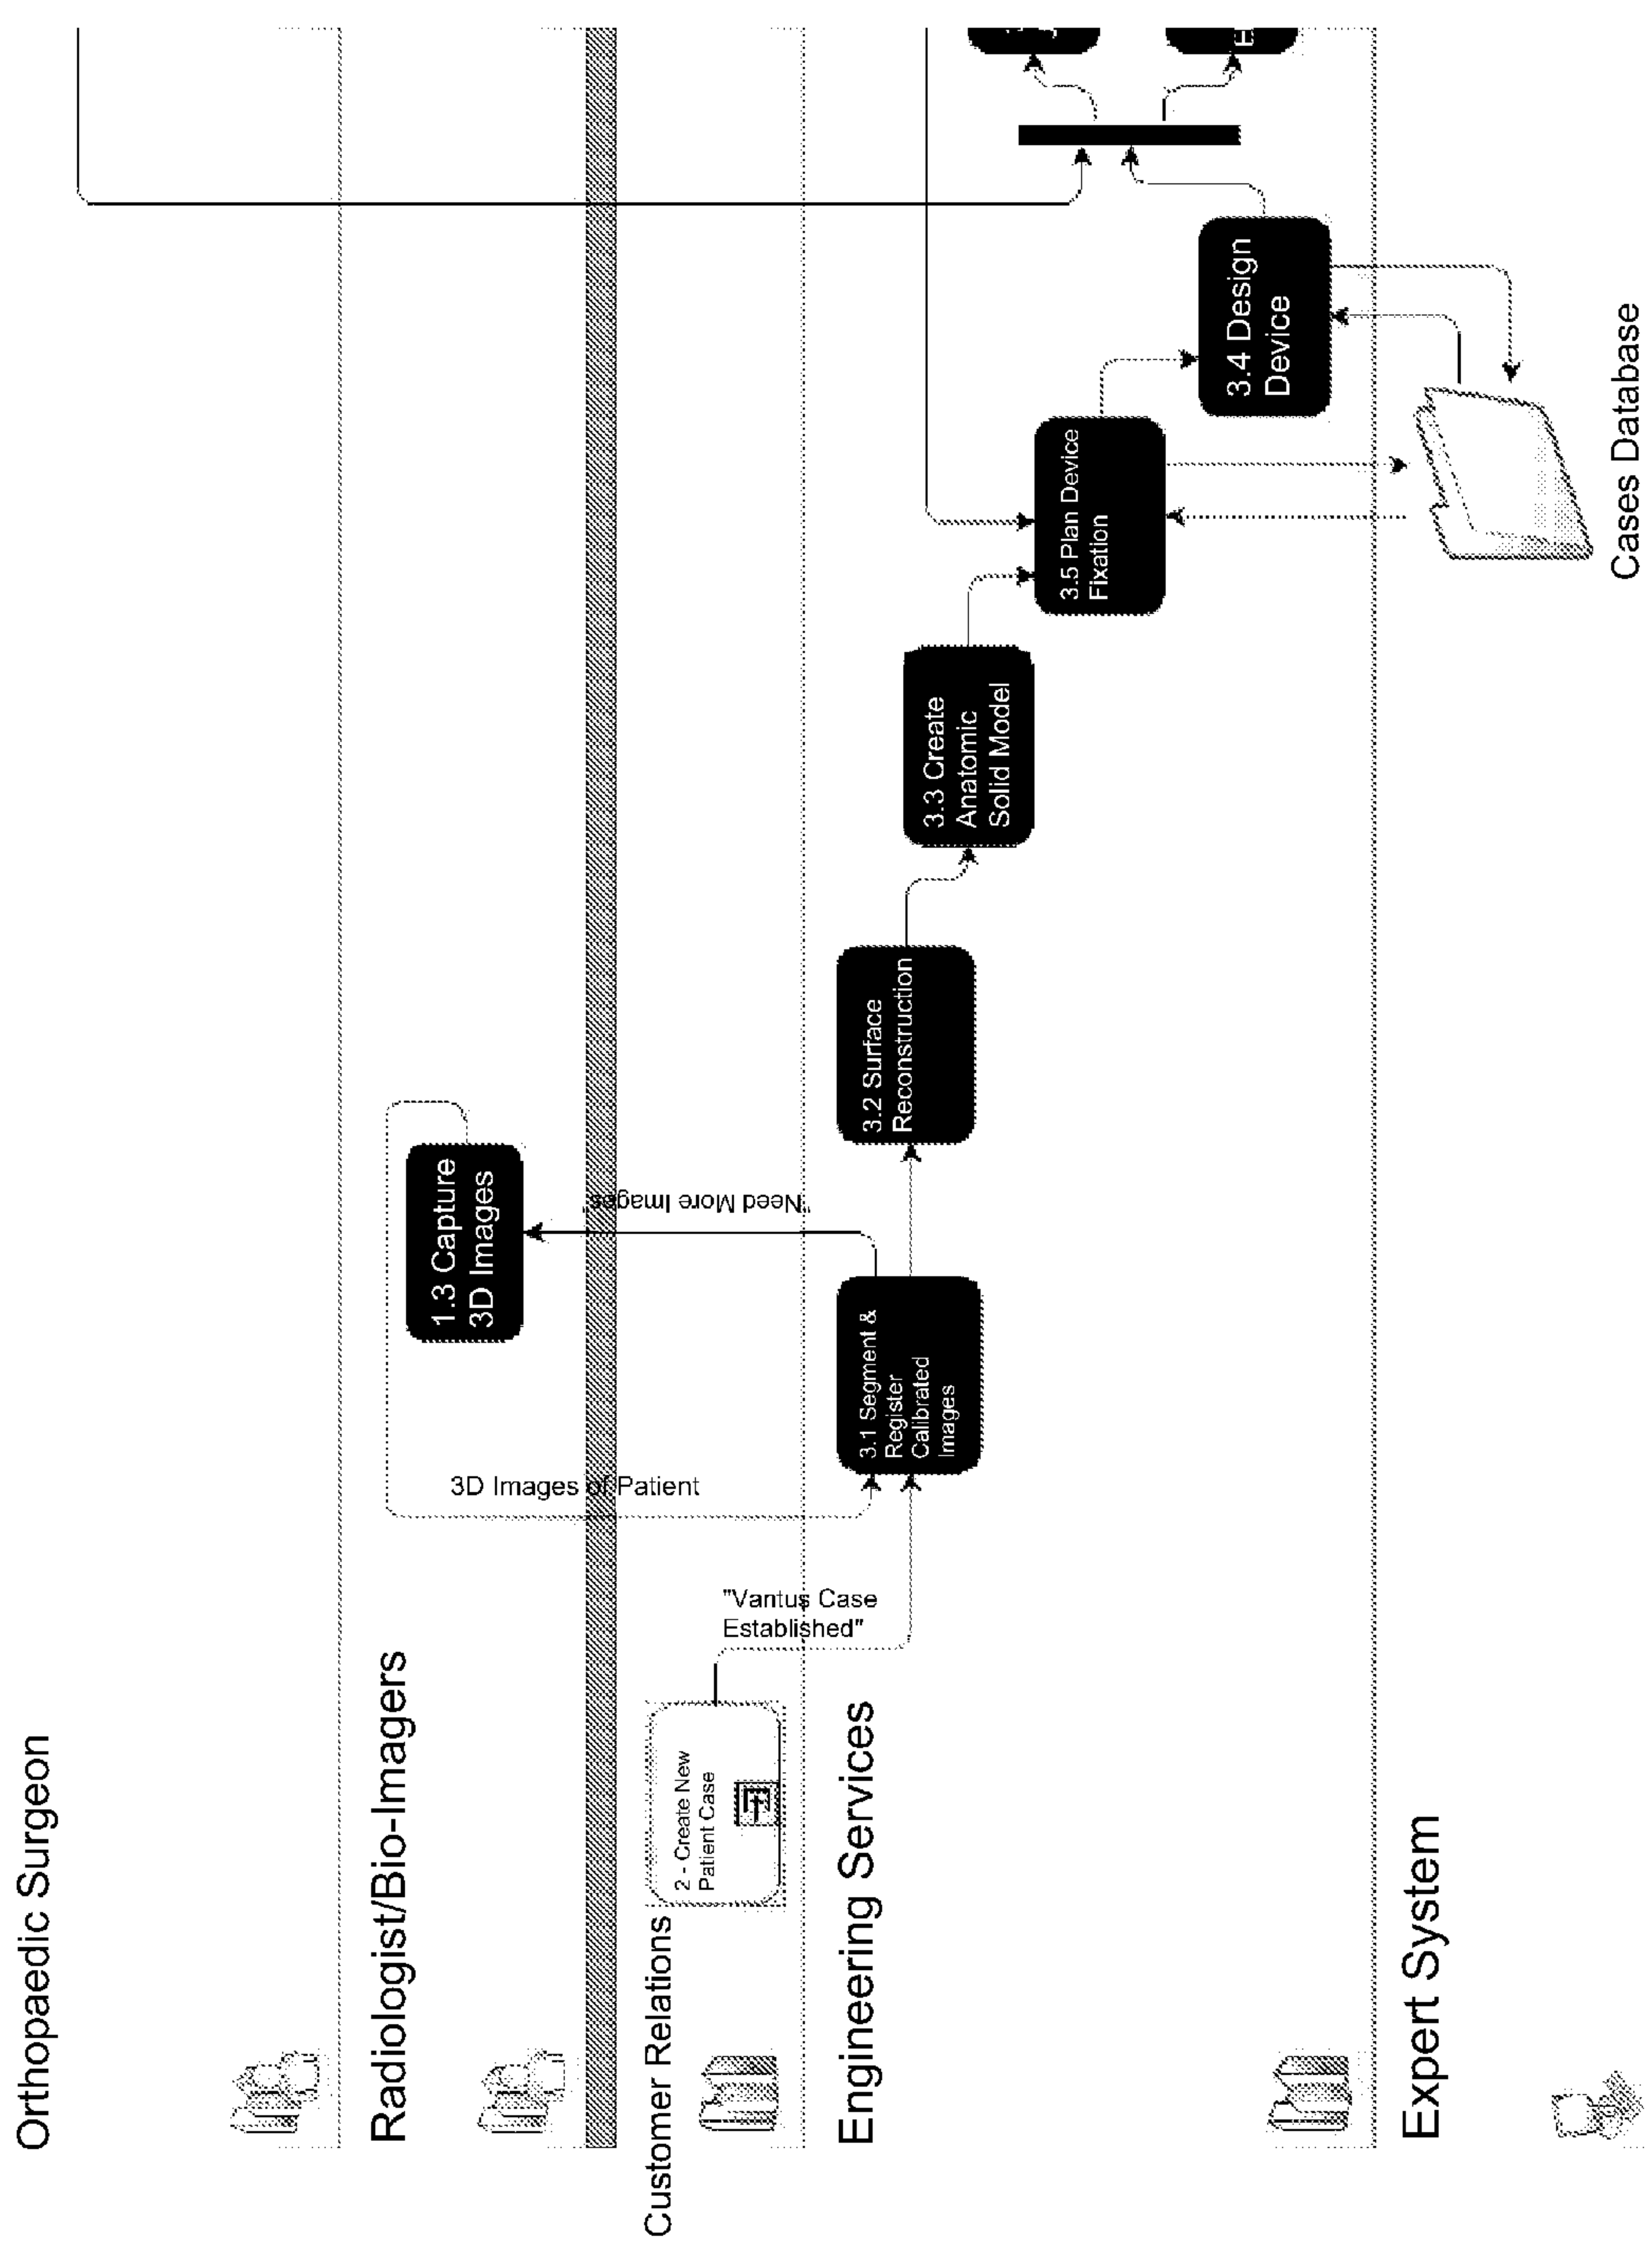 Orthopaedic Surgeon
Radiologist/Bio-Imagers
1.3 Capture
3D Images
"Need More Images"
3D Images of Patient
Customer Relations
2 - Create New
Patient Case
"Vantus Case
Established"
Engineering Services
3.1 Segment &
Register
Calibrated
Images
3.2 Surface
Reconstruction
3.3 Create
Anatomic
Solid Model
3.5 Plan Device
Fixation
3.4 Design
Device
Expert System
Cases Database